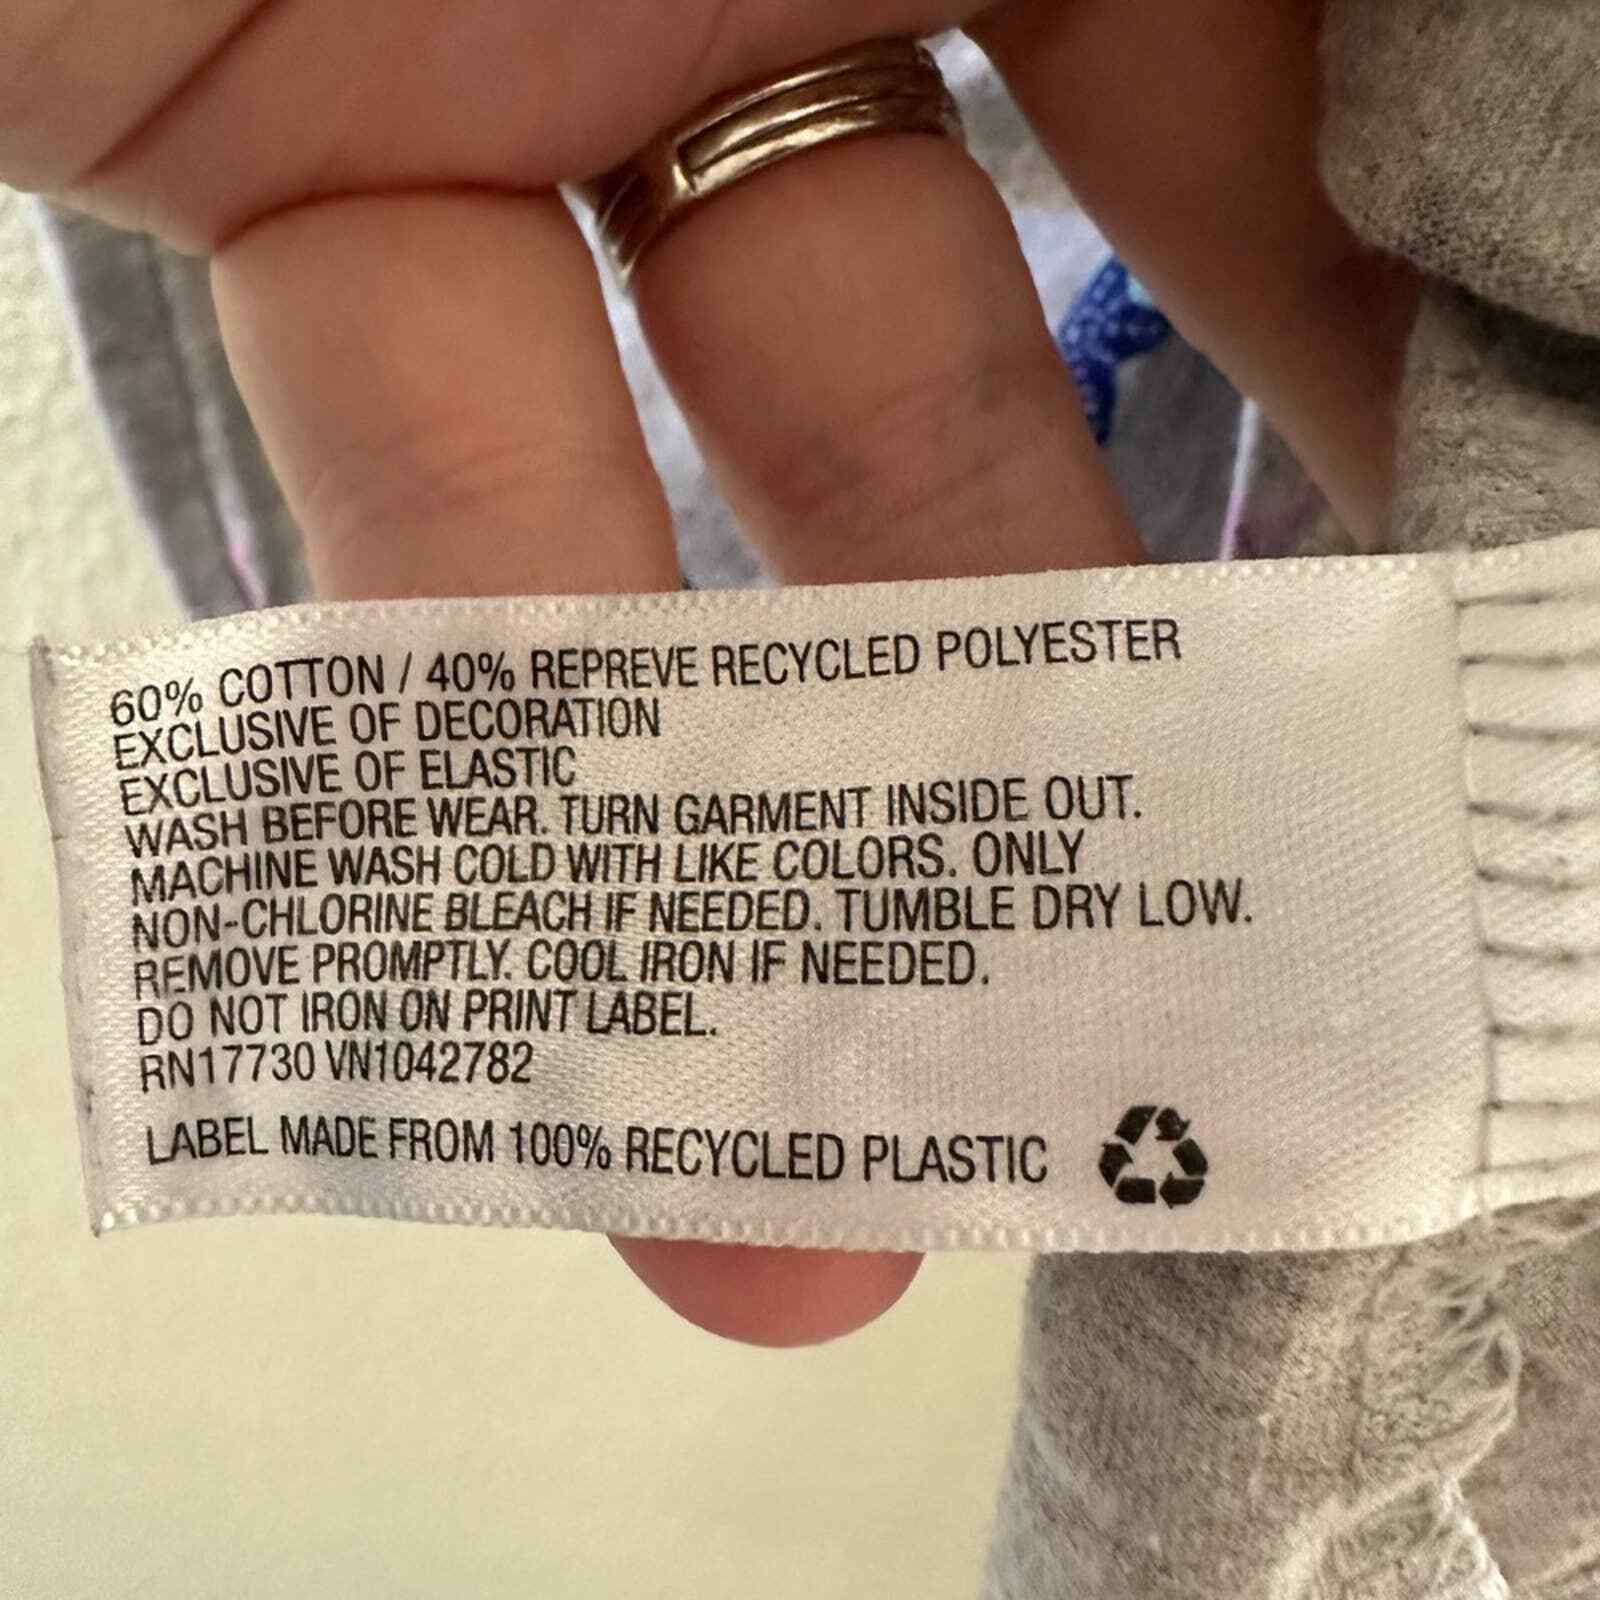 60% COTTON / 40% REPREVE RECYCLED POLYESTER
EXCLUSIVE OF DECORATION
EXCLUSIVE OF ELASTIC
WASH BEFORE WEAR. TURN GARMENT INSIDE OUT.
MACHINE WASH COLD WITH LIKE COLORS. ONLY
NON-CHLORINE BLEACH IF NEEDED. TUMBLE DRY LOW.
REMOVE PROMPTLY. COOL IRON IF NEEDED.
DO NOT IRON ON PRINT LABEL.
RN17730 VN1042782
LABEL MADE FROM 100% RECYCLED PLASTIC